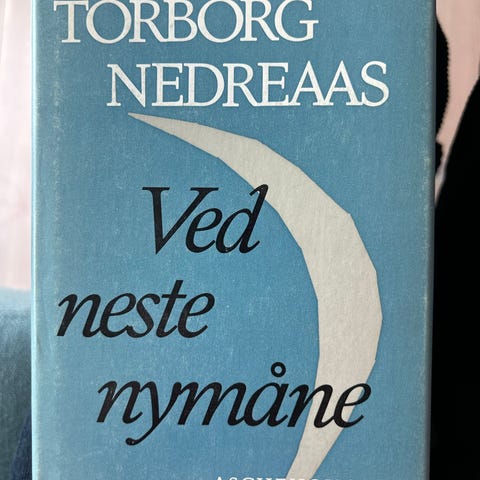 TORBORG
NEDREAAS
Ved
neste
nymåne